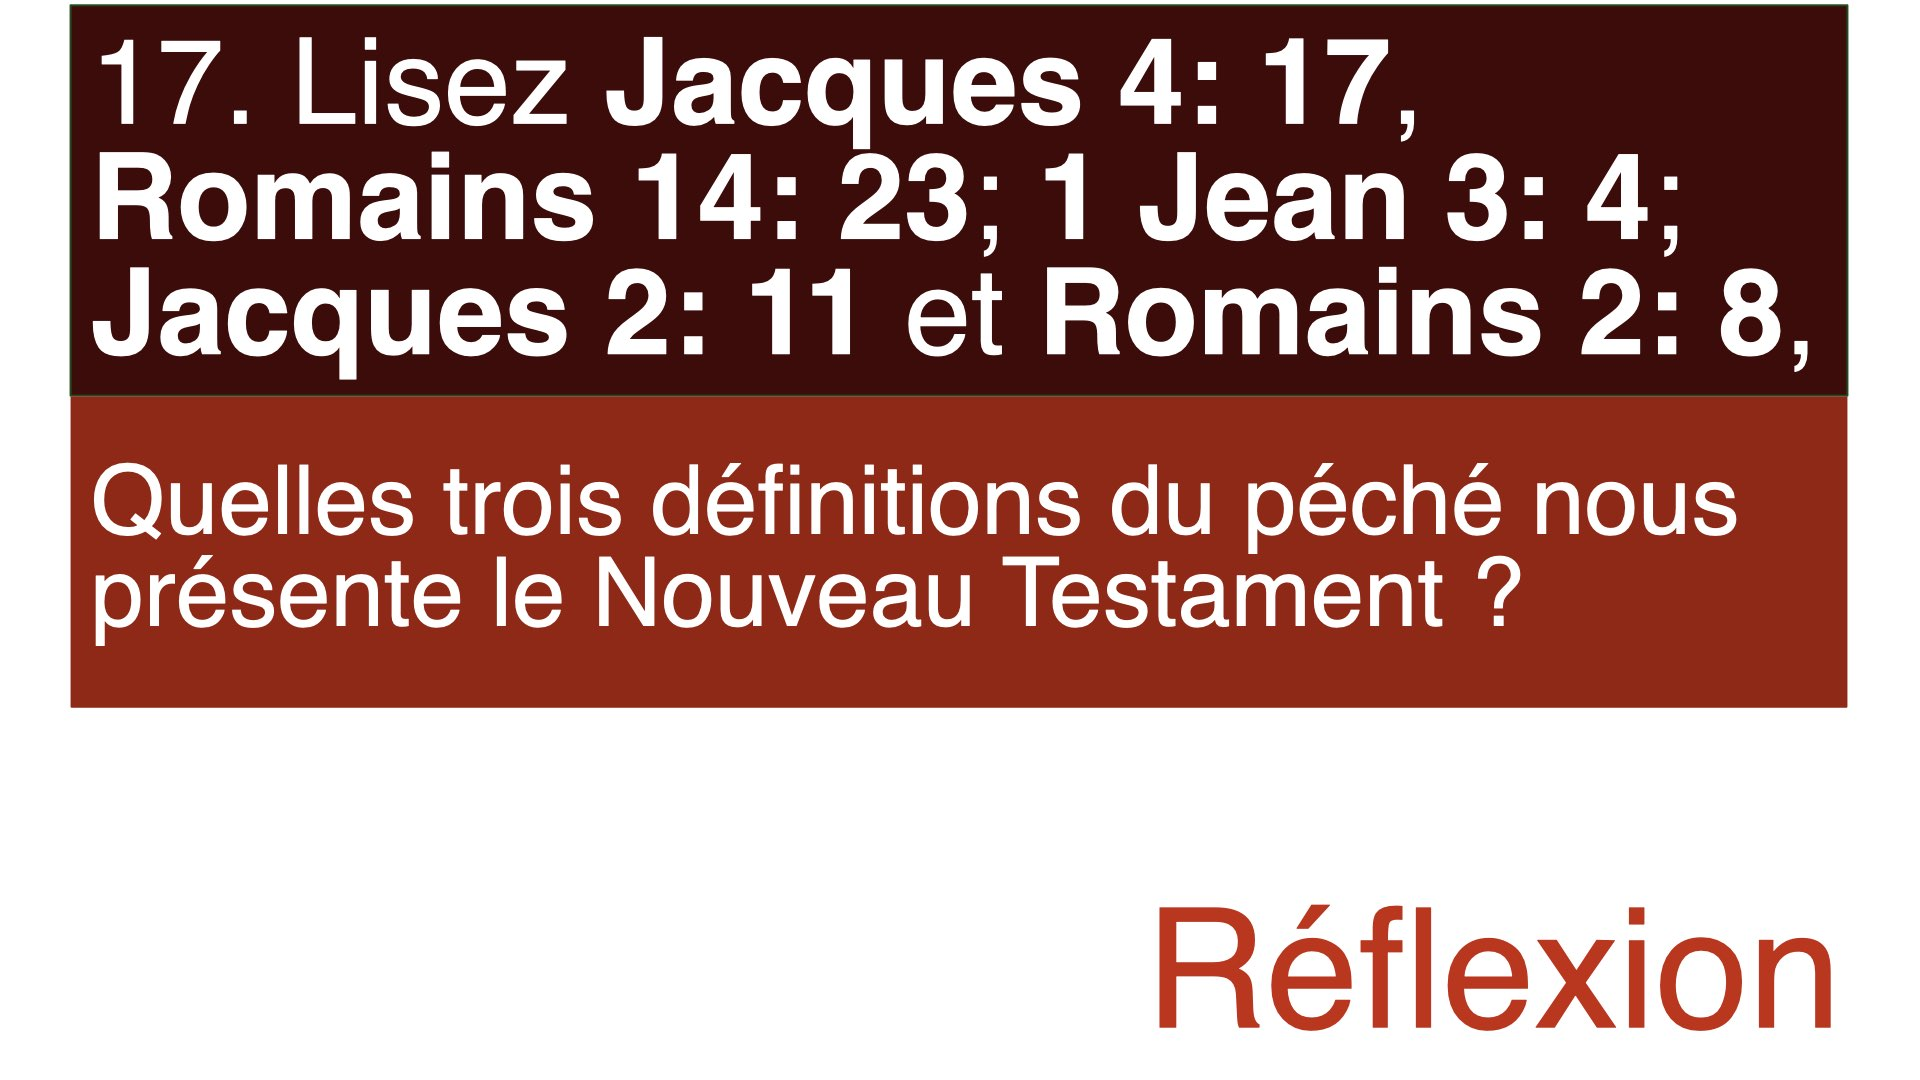 17. Lisez Jacques 4: 17,
Romains 14: 23; 1 Jean 3: 4;
Jacques 2: 11 et Romains 2: 8,
Quelles trois définitions du péché nous
présente le Nouveau Testament ?
Réflexion